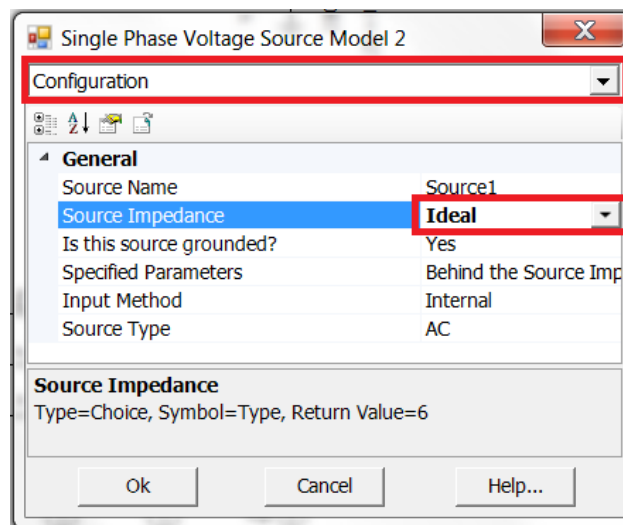 Single Phase Voltage Source Model 2
Configuration
General
Source Name Source1
Source Impedance Ideal
Is this source grounded? Yes
Specified Parameters Behind the Source Imp
Input Method Internal
Source Type AC
Source Impedance
Type=Choice, Symbol=Type, Return Value=6
Ok Cancel Help...